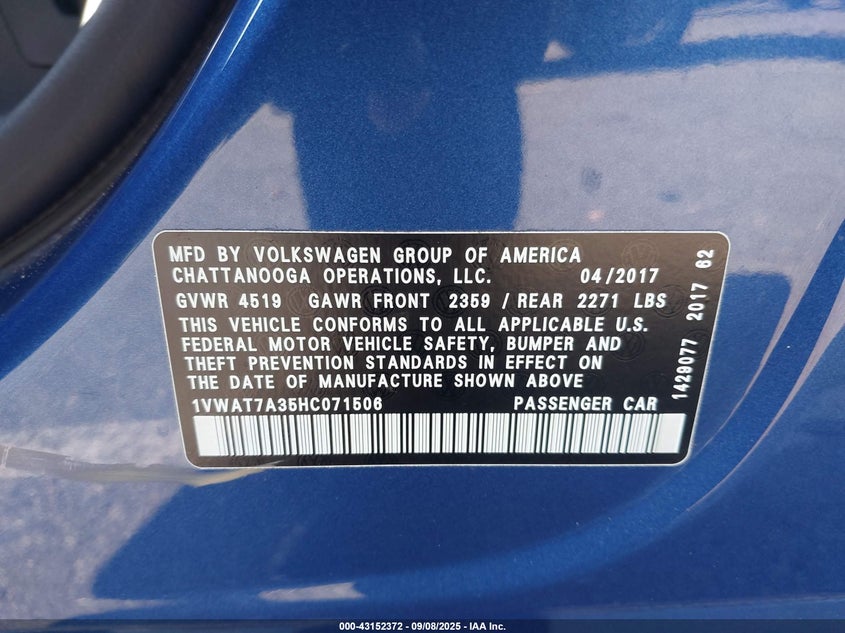 MFD BY VOLKSWAGEN GROUP OF AMERICA
CHATTANOOGA OPERATIONS, LLC. 04/2017
GVWR 4519 GAWR FRONT 2359 / REAR 2271 LBS
THIS VEHICLE CONFORMS TO ALL APPLICABLE U.S.
FEDERAL MOTOR VEHICLE SAFETY, BUMPER AND
THEFT PREVENTION STANDARDS IN EFFECT ON
THE DATE OF MANUFACTURE SHOWN ABOVE
1VWAT7A35HC071506 PASSENGER CAR
1429077 2017 62
000-43152372 - 09/08/2025 - IAA Inc.